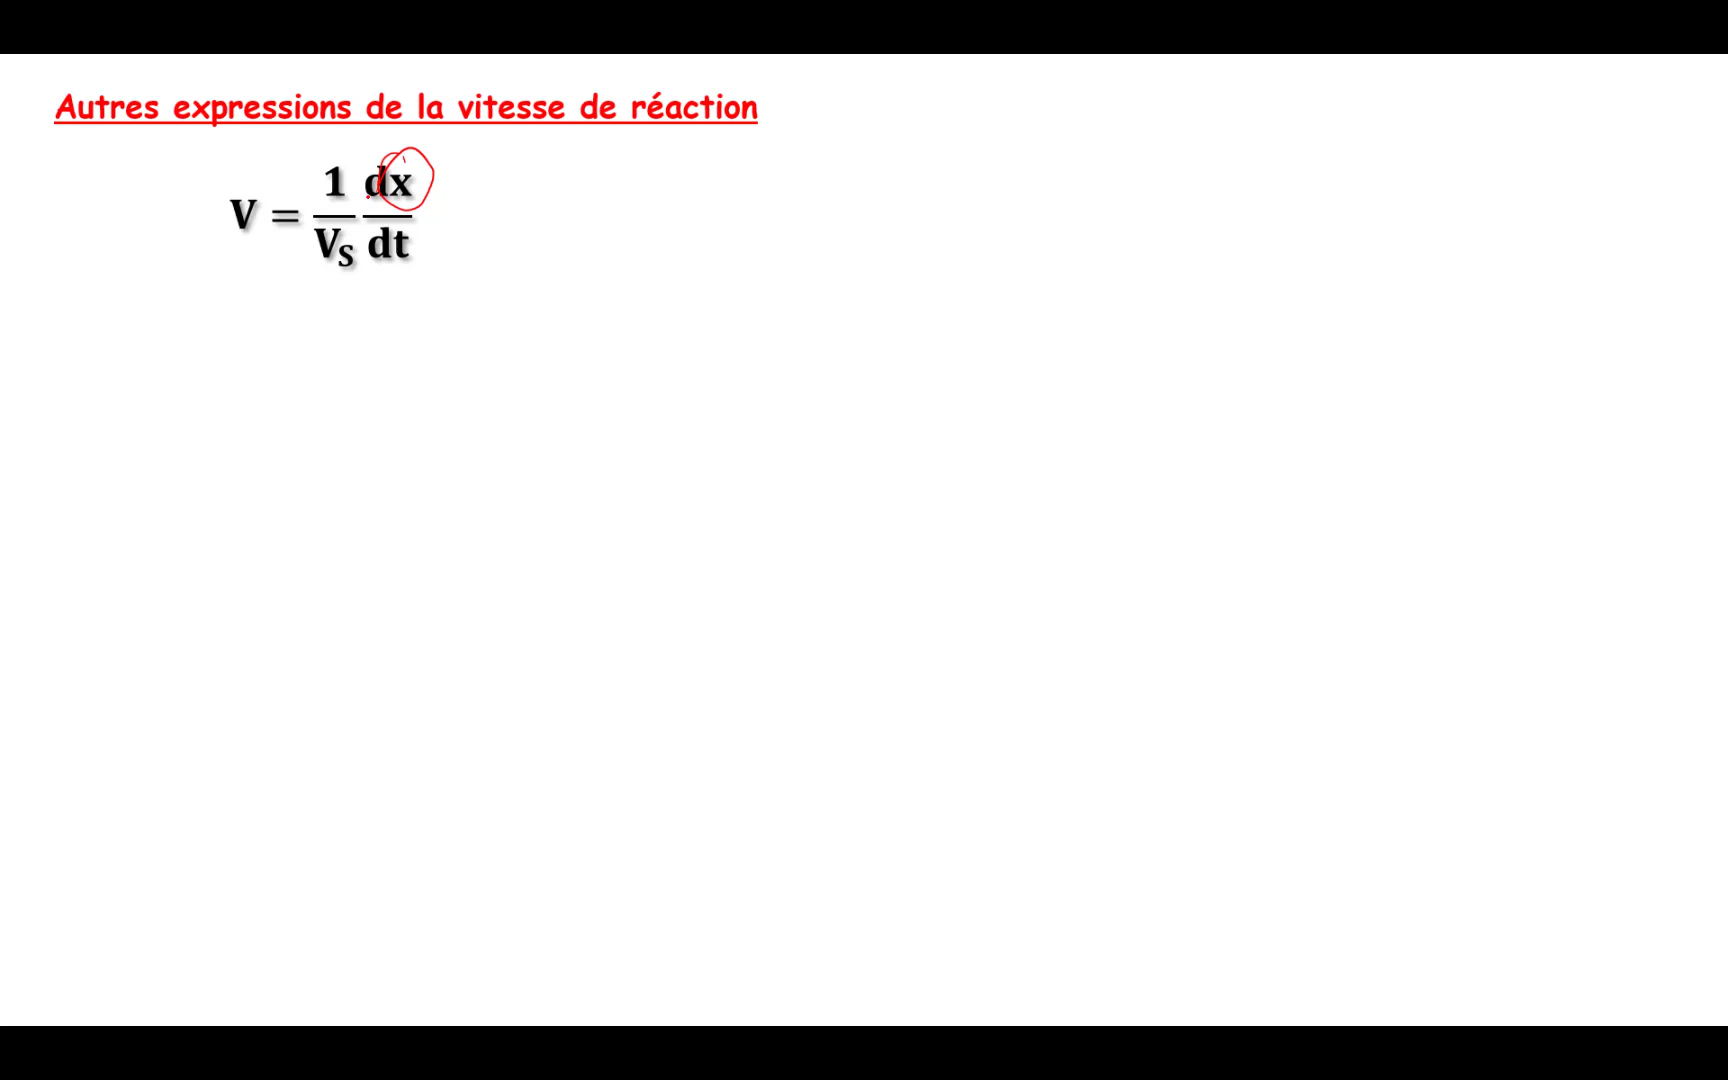 Autres expressions de la vitesse de réaction
V = 1/V_S dx/dt